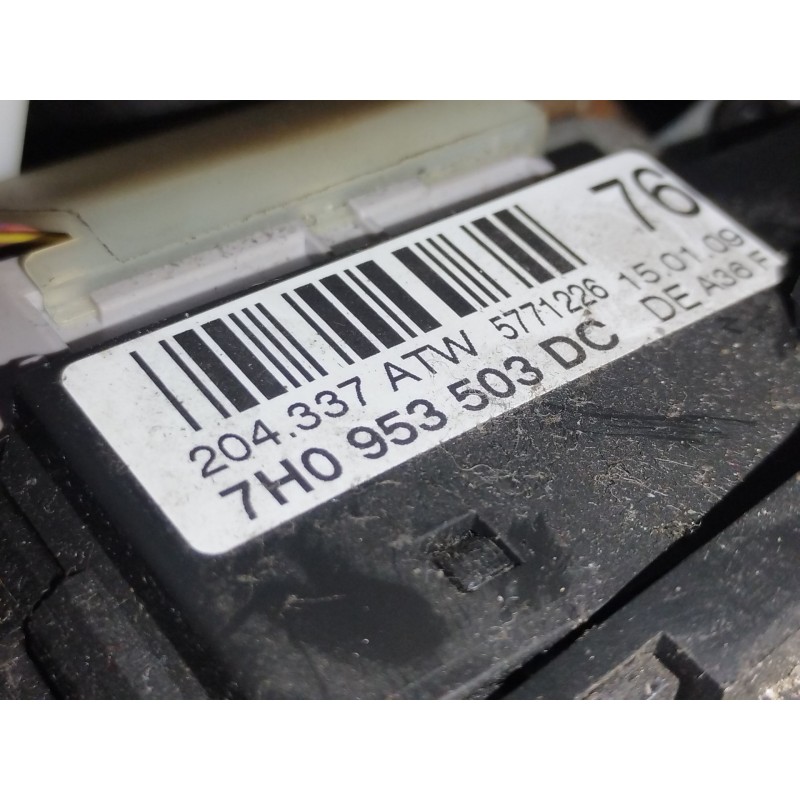 76
204.337 ATW 5771226 15.01.09
7H0 953 503 DC DE A36 F